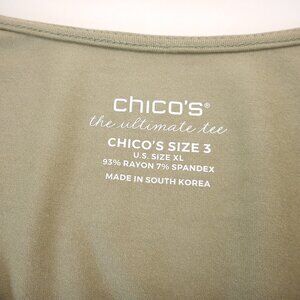 chico's®
the ultimate tee
CHICO'S SIZE 3
U.S. SIZE XL
93% RAYON 7% SPANDEX
MADE IN SOUTH KOREA